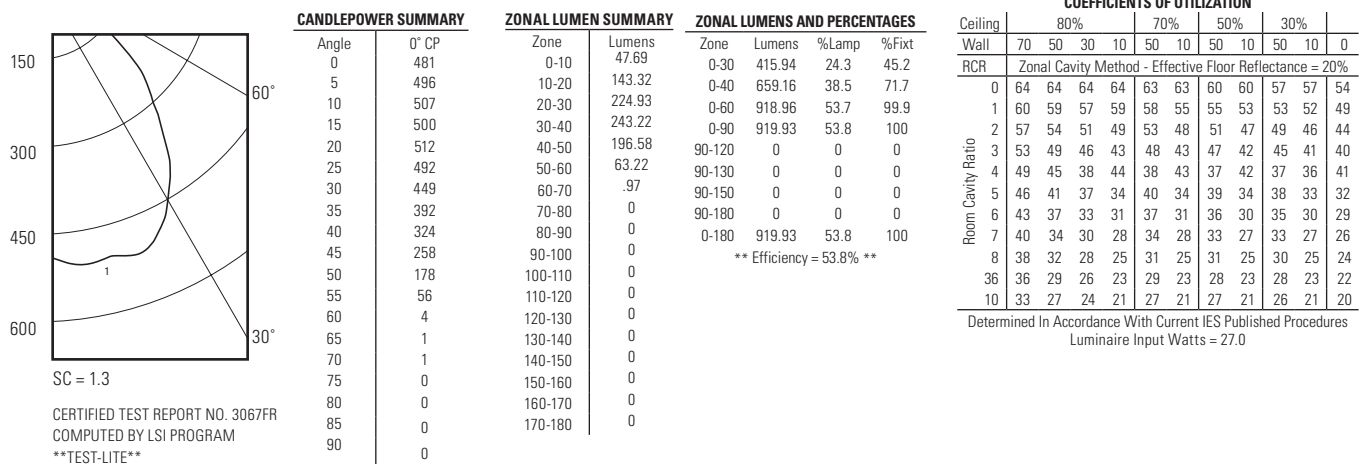 150
300
450
600
60°
30°
1
SC = 1.3
CERTIFIED TEST REPORT NO. 3067FR
COMPUTED BY LSI PROGRAM
**TEST-LITE**
CANDLEPOWER SUMMARY
Angle 0° CP
0 481
5 496
10 507
15 500
20 512
25 492
30 449
35 392
40 324
45 258
50 178
55 56
60 4
65 1
70 1
75 0
80 0
85 0
90 0
ZONAL LUMEN SUMMARY
Zone Lumens
0-10 47.69
10-20 143.32
20-30 224.93
30-40 243.22
40-50 196.58
50-60 63.22
60-70 .97
70-80 0
80-90 0
90-100 0
100-110 0
110-120 0
120-130 0
130-140 0
140-150 0
150-160 0
160-170 0
170-180 0
ZONAL LUMENS AND PERCENTAGES
Zone Lumens %Lamp %Fixt
0-30 415.94 24.3 45.2
0-40 659.16 38.5 71.7
0-60 918.96 53.7 99.9
0-90 919.93 53.8 100
90-120 0 0 0
90-130 0 0 0
90-150 0 0 0
90-180 0 0 0
0-180 919.93 53.8 100
** Efficiency = 53.8% **
COEFFICIENTS OF UTILIZATION
Ceiling 80% 70% 50% 30%
Wall 70 50 30 10 50 10 50 10 50 10 0
RCR Zonal Cavity Method - Effective Floor Reflectance = 20%
Room Cavity Ratio
0 64 64 64 64 63 63 60 60 57 57 54
1 60 59 57 59 58 55 55 53 53 52 49
2 57 54 51 49 53 48 51 47 49 46 44
3 53 49 46 43 48 43 47 42 45 41 40
4 49 45 38 44 38 43 37 42 37 36 41
5 46 41 37 34 40 34 39 34 38 33 32
6 43 37 33 31 37 31 36 30 35 30 29
7 40 34 30 28 34 28 33 27 33 27 26
8 38 32 28 25 31 25 31 25 30 25 24
36 36 29 26 23 29 23 28 23 28 23 22
10 33 27 24 21 27 21 27 21 26 21 20
Determined In Accordance With Current IES Published Procedures
Luminaire Input Watts = 27.0